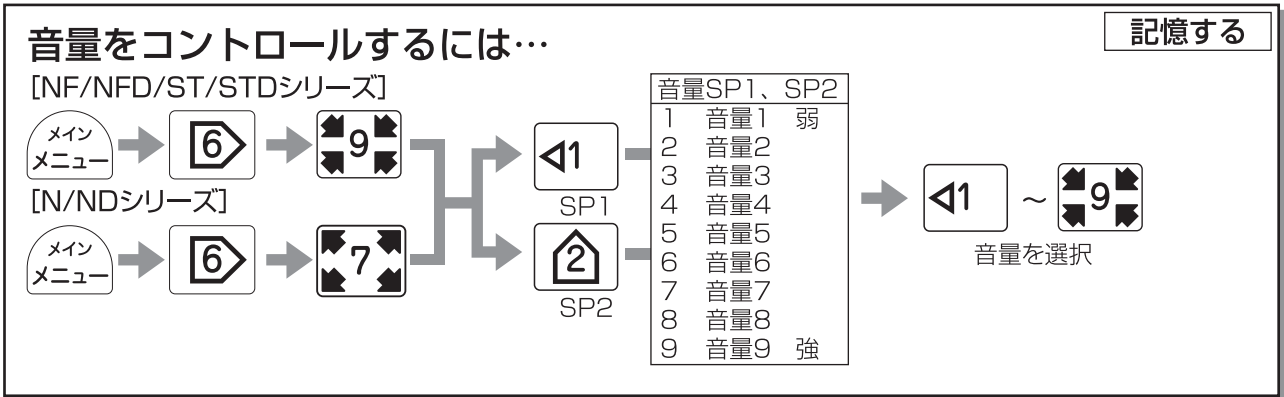 音量をコントロールするには…
記憶する
[NF/NFD/ST/STDシリーズ]
メイン
メニュー
6
9
[N/NDシリーズ]
メイン
メニュー
6
7
1
SP1
2
SP2
音量SP1、SP2
1 音量1 弱
2 音量2
3 音量3
4 音量4
5 音量5
6 音量6
7 音量7
8 音量8
9 音量9 強
1 ~ 9
音量を選択